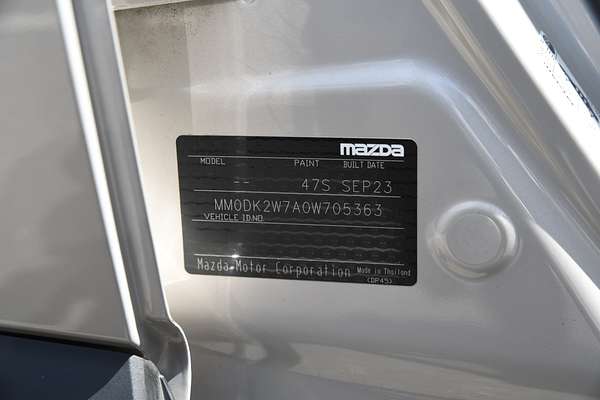 mazda
MODEL PAINT BUILT DATE
-- 47S SEP23
MM0DK2W7A0W705363
VEHICLE ID.NO.
Mazda Motor Corporation Made in Thailand
(DP45)